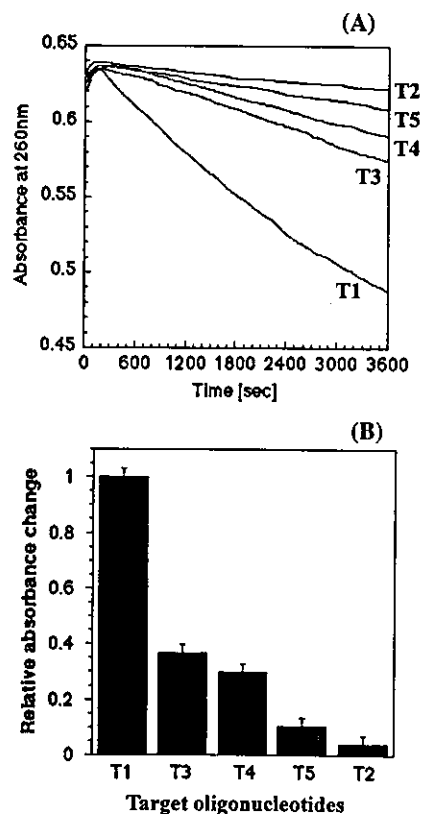 (A)
0.65
0.6
0.55
0.5
0.45
Absorbance at 260nm
T2
T5
T4
T3
T1
0 600 1200 1800 2400 3000 3600
Time [sec]
(B)
1
0.8
0.6
0.4
0.2
0
Relative absorbance change
T1 T3 T4 T5 T2
Target oligonucleotides